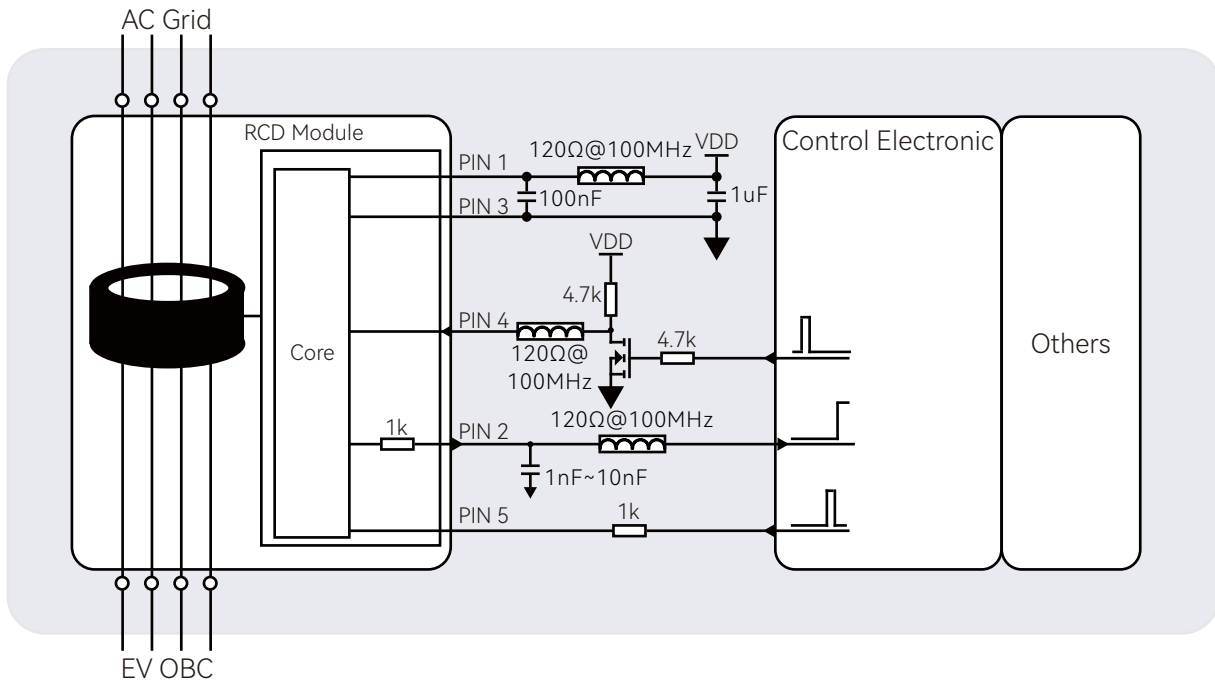 AC Grid
RCD Module
Control Electronic
120Ω@100MHz
VDD
PIN 1
100nF
1uF
PIN 3
VDD
4.7k
PIN 4
120Ω@
100MHz
4.7k
Core
Others
120Ω@100MHz
1k
PIN 2
1nF~10nF
PIN 5
1k
EV OBC